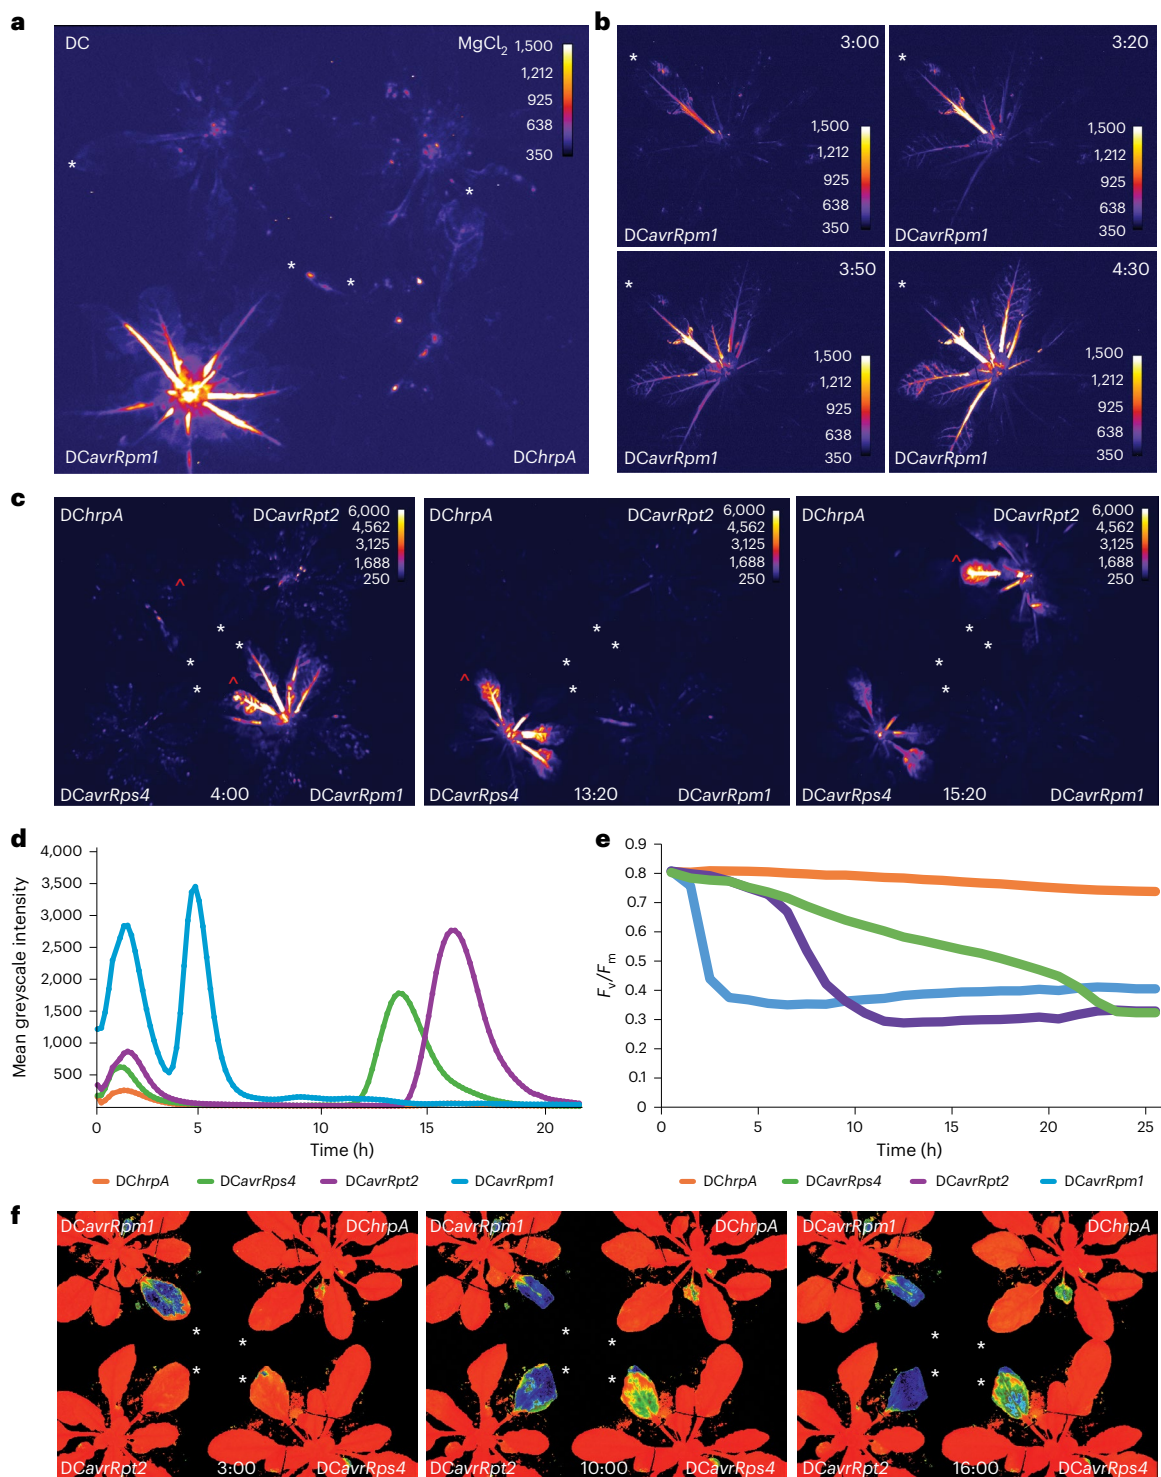 a
DC
MgCl2
1,500
1,212
925
638
350
*
*
*
*
DCavrRpm1
DChrpA
b
*
3:00
1,500
1,212
925
638
350
DCavrRpm1
*
3:20
1,500
1,212
925
638
350
DCavrRpm1
*
3:50
1,500
1,212
925
638
350
DCavrRpm1
*
4:30
1,500
1,212
925
638
350
DCavrRpm1
c
DChrpA
DCavrRpt2
6,000
4,562
3,125
1,688
250
^
*
*
*
^
*
DCavrRps4
4:00
DCavrRpm1
DChrpA
DCavrRpt2
6,000
4,562
3,125
1,688
250
*
*
*
^
*
DCavrRps4
13:20
DCavrRpm1
DChrpA
DCavrRpt2
6,000
4,562
3,125
1,688
250
^
*
*
*
*
DCavrRps4
15:20
DCavrRpm1
d
Mean greyscale intensity
4,000
3,500
3,000
2,500
2,000
1,500
1,000
500
0
5
10
15
20
Time (h)
DChrpA
DCavrRps4
DCavrRpt2
DCavrRpm1
e
Fv/Fm
0.9
0.8
0.7
0.6
0.5
0.4
0.3
0.2
0.1
0
0
5
10
15
20
25
Time (h)
DChrpA
DCavrRps4
DCavrRpt2
DCavrRpm1
f
DCavrRpm1
DChrpA
*
*
*
*
DCavrRpt2
3:00
DCavrRps4
DCavrRpm1
DChrpA
*
*
*
*
DCavrRpt2
10:00
DCavrRps4
DCavrRpm1
DChrpA
*
*
*
*
DCavrRpt2
16:00
DCavrRps4